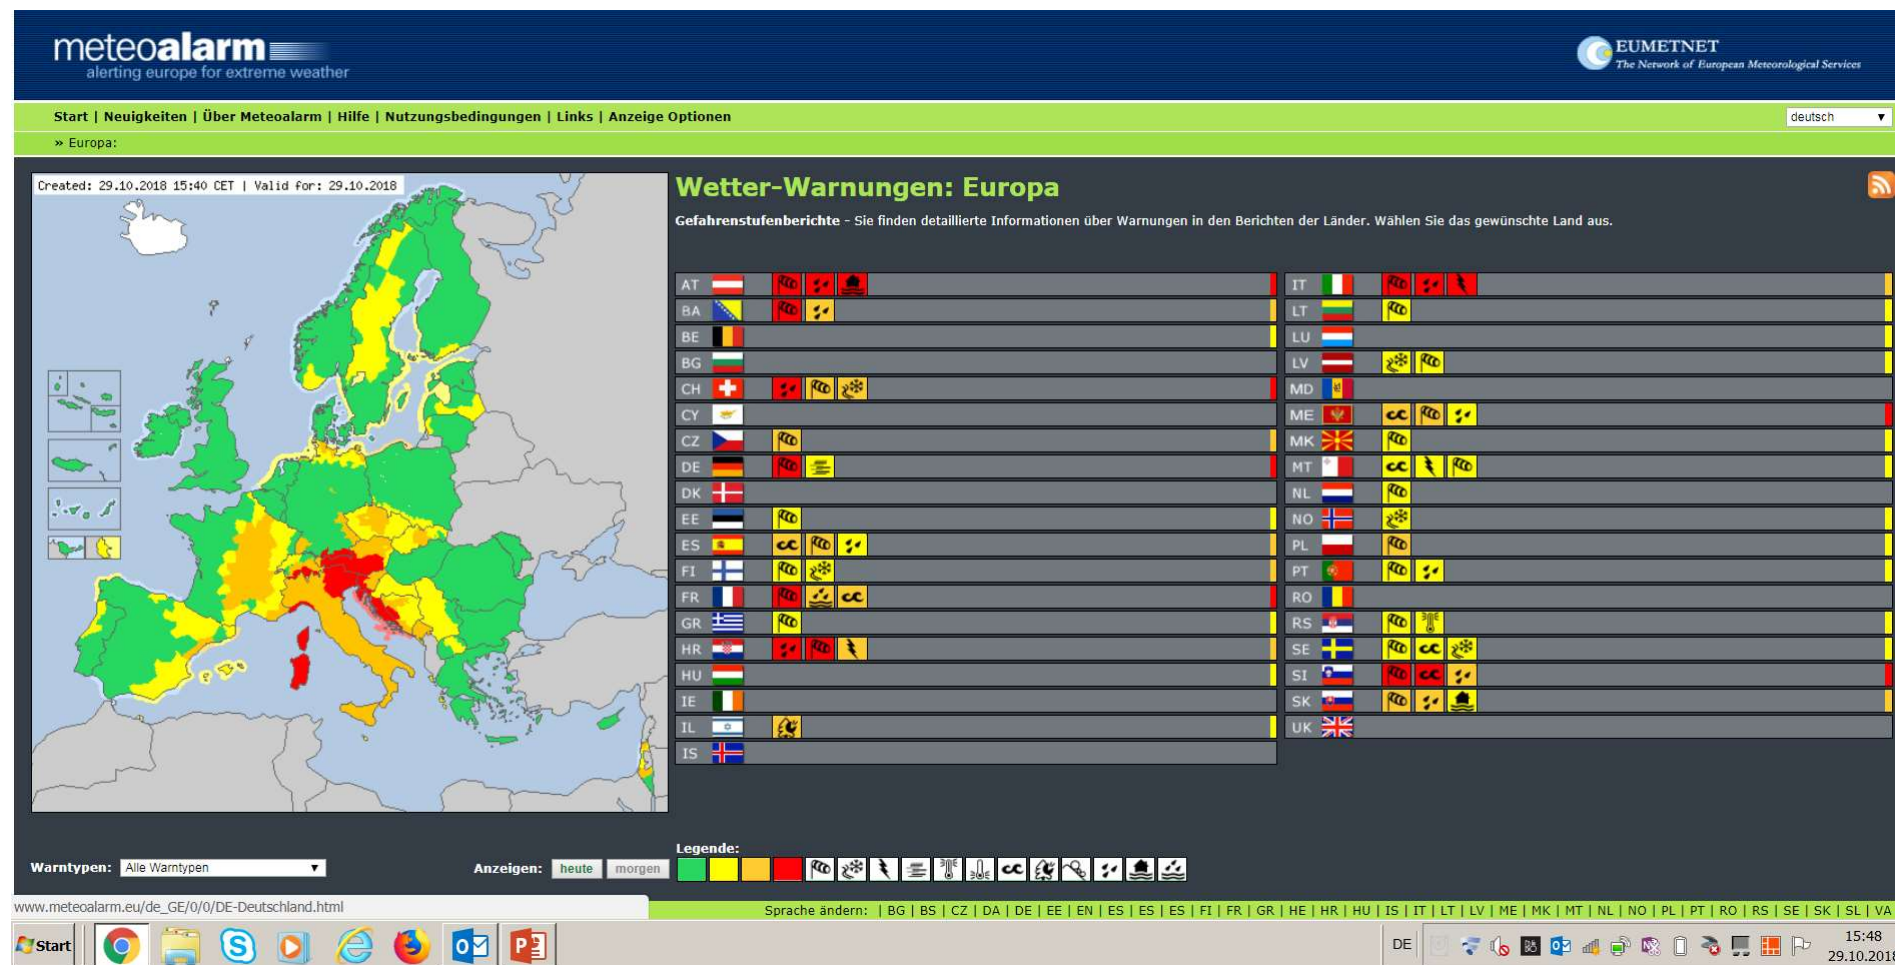 meteoalarm
alerting europe for extreme weather
EUMETNET
The Network of European Meteorological Services
Start | Neuigkeiten | Über Meteoalarm | Hilfe | Nutzungsbedingungen | Links | Anzeige Optionen
deutsch
» Europa:
Created: 29.10.2018 15:40 CET | Valid for: 29.10.2018
Wetter-Warnungen: Europa
Gefahrenstufenberichte - Sie finden detaillierte Informationen über Warnungen in den Berichten der Länder. Wählen Sie das gewünschte Land aus.
AT
BA
BE
BG
CH
CY
CZ
DE
DK
EE
ES
FI
FR
GR
HR
HU
IE
IL
IS
IT
LT
LU
LV
MD
ME
MK
MT
NL
NO
PL
PT
RO
RS
SE
SI
SK
UK
Legende:
Warntypen: Alle Warntypen
Anzeigen: heute morgen
www.meteoalarm.eu/de_GE/0/0/DE-Deutschland.html
Sprache ändern: | BG | BS | CZ | DA | DE | EE | EN | ES | ES | ES | FI | FR | GR | HE | HR | HU | IS | IT | LT | LV | ME | MK | MT | NL | NO | PL | PT | RO | RS | SE | SK | SL | VA
Start
DE
15:48
29.10.2018